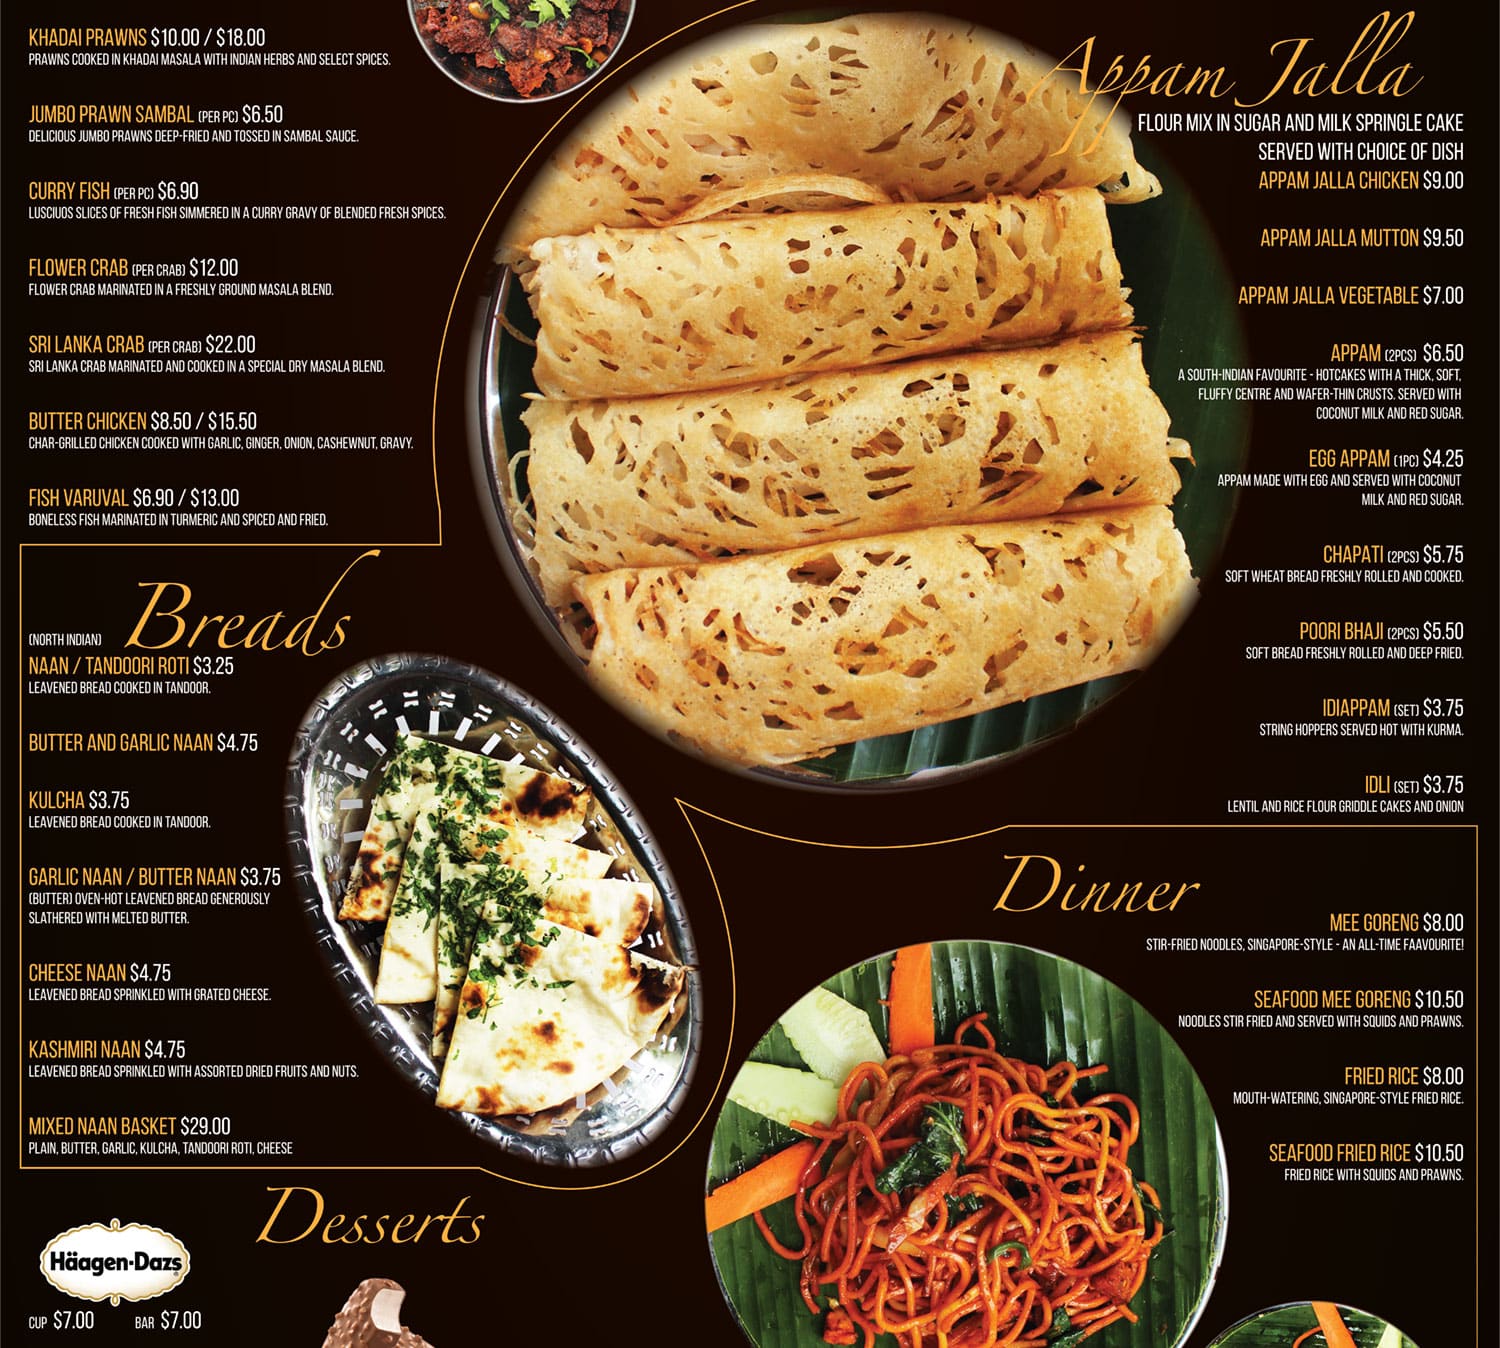 KHADAI PRAWNS $10.00 / $18.00
PRAWNS COOKED IN KHADAI MASALA WITH INDIAN HERBS AND SELECT SPICES.
JUMBO PRAWN SAMBAL (PER PC) $6.50
DELICIOUS JUMBO PRAWNS DEEP-FRIED AND TOSSED IN SAMBAL SAUCE.
CURRY FISH (PER PC) $6.90
LUSCIUOS SLICES OF FRESH FISH SIMMERED IN A CURRY GRAVY OF BLENDED FRESH SPICES.
FLOWER CRAB (PER CRAB) $12.00
FLOWER CRAB MARINATED IN A FRESHLY GROUND MASALA BLEND.
SRI LANKA CRAB (PER CRAB) $22.00
SRI LANKA CRAB MARINATED AND COOKED IN A SPECIAL DRY MASALA BLEND.
BUTTER CHICKEN $8.50 / $15.50
CHAR-GRILLED CHICKEN COOKED WITH GARLIC, GINGER, ONION, CASHEWNUT, GRAVY.
FISH VARUVAL $6.90 / $13.00
BONELESS FISH MARINATED IN TURMERIC AND SPICED AND FRIED.
Breads
(NORTH INDIAN)
NAAN / TANDOORI ROTI $3.25
LEAVENED BREAD COOKED IN TANDOOR.
BUTTER AND GARLIC NAAN $4.75
KULCHA $3.75
LEAVENED BREAD COOKED IN TANDOOR.
GARLIC NAAN / BUTTER NAAN $3.75
(BUTTER) OVEN-HOT LEAVENED BREAD GENEROUSLY
SLATHERED WITH MELTED BUTTER.
CHEESE NAAN $4.75
LEAVENED BREAD SPRINKLED WITH GRATED CHEESE.
KASHMIRI NAAN $4.75
LEAVENED BREAD SPRINKLED WITH ASSORTED DRIED FRUITS AND NUTS.
MIXED NAAN BASKET $29.00
PLAIN, BUTTER, GARLIC, KULCHA, TANDOORI ROTI, CHEESE
Desserts
Häagen-Dazs
CUP $7.00 BAR $7.00
Appam Jalla
FLOUR MIX IN SUGAR AND MILK SPRINGLE CAKE
SERVED WITH CHOICE OF DISH
APPAM JALLA CHICKEN $9.00
APPAM JALLA MUTTON $9.50
APPAM JALLA VEGETABLE $7.00
APPAM (2PCS) $6.50
A SOUTH-INDIAN FAVOURITE - HOTCAKES WITH A THICK, SOFT,
FLUFFY CENTRE AND WAFER-THIN CRUSTS. SERVED WITH
COCONUT MILK AND RED SUGAR.
EGG APPAM (1PC) $4.25
APPAM MADE WITH EGG AND SERVED WITH COCONUT
MILK AND RED SUGAR.
CHAPATI (2PCS) $5.75
SOFT WHEAT BREAD FRESHLY ROLLED AND COOKED.
POORI BHAJI (2PCS) $5.50
SOFT BREAD FRESHLY ROLLED AND DEEP FRIED.
IDIAPPAM (SET) $3.75
STRING HOPPERS SERVED HOT WITH KURMA.
IDLI (SET) $3.75
LENTIL AND RICE FLOUR GRIDDLE CAKES AND ONION
Dinner
MEE GORENG $8.00
STIR-FRIED NOODLES, SINGAPORE-STYLE - AN ALL-TIME FAAVOURITE!
SEAFOOD MEE GORENG $10.50
NOODLES STIR FRIED AND SERVED WITH SQUIDS AND PRAWNS.
FRIED RICE $8.00
MOUTH-WATERING, SINGAPORE-STYLE FRIED RICE.
SEAFOOD FRIED RICE $10.50
FRIED RICE WITH SQUIDS AND PRAWNS.